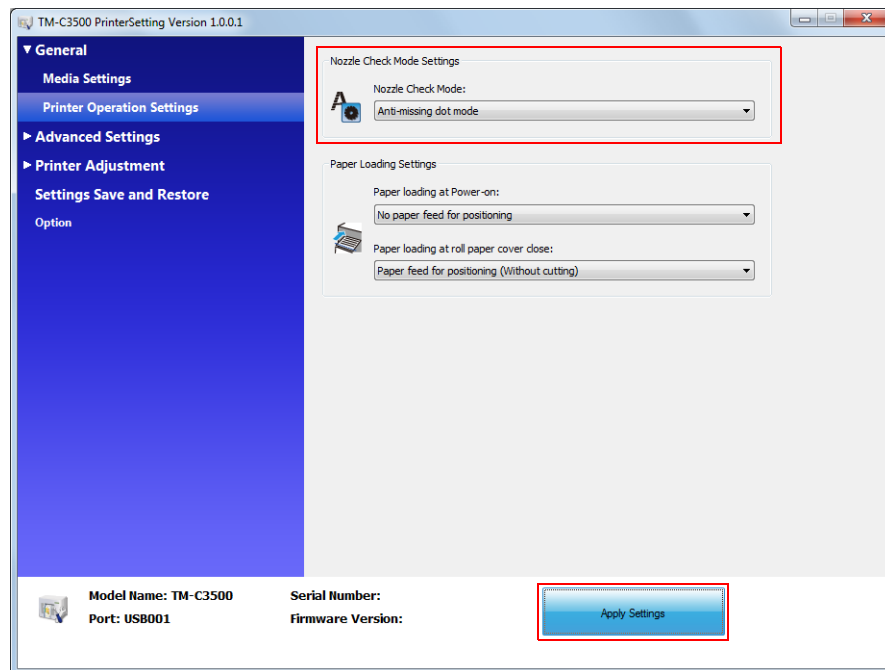 TM-C3500 PrinterSetting Version 1.0.0.1
General
Media Settings
Printer Operation Settings
Advanced Settings
Printer Adjustment
Settings Save and Restore
Option
Nozzle Check Mode Settings
Nozzle Check Mode:
Anti-missing dot mode
Paper Loading Settings
Paper loading at Power-on:
No paper feed for positioning
Paper loading at roll paper cover close:
Paper feed for positioning (Without cutting)
Model Name: TM-C3500
Port: USB001
Serial Number:
Firmware Version:
Apply Settings